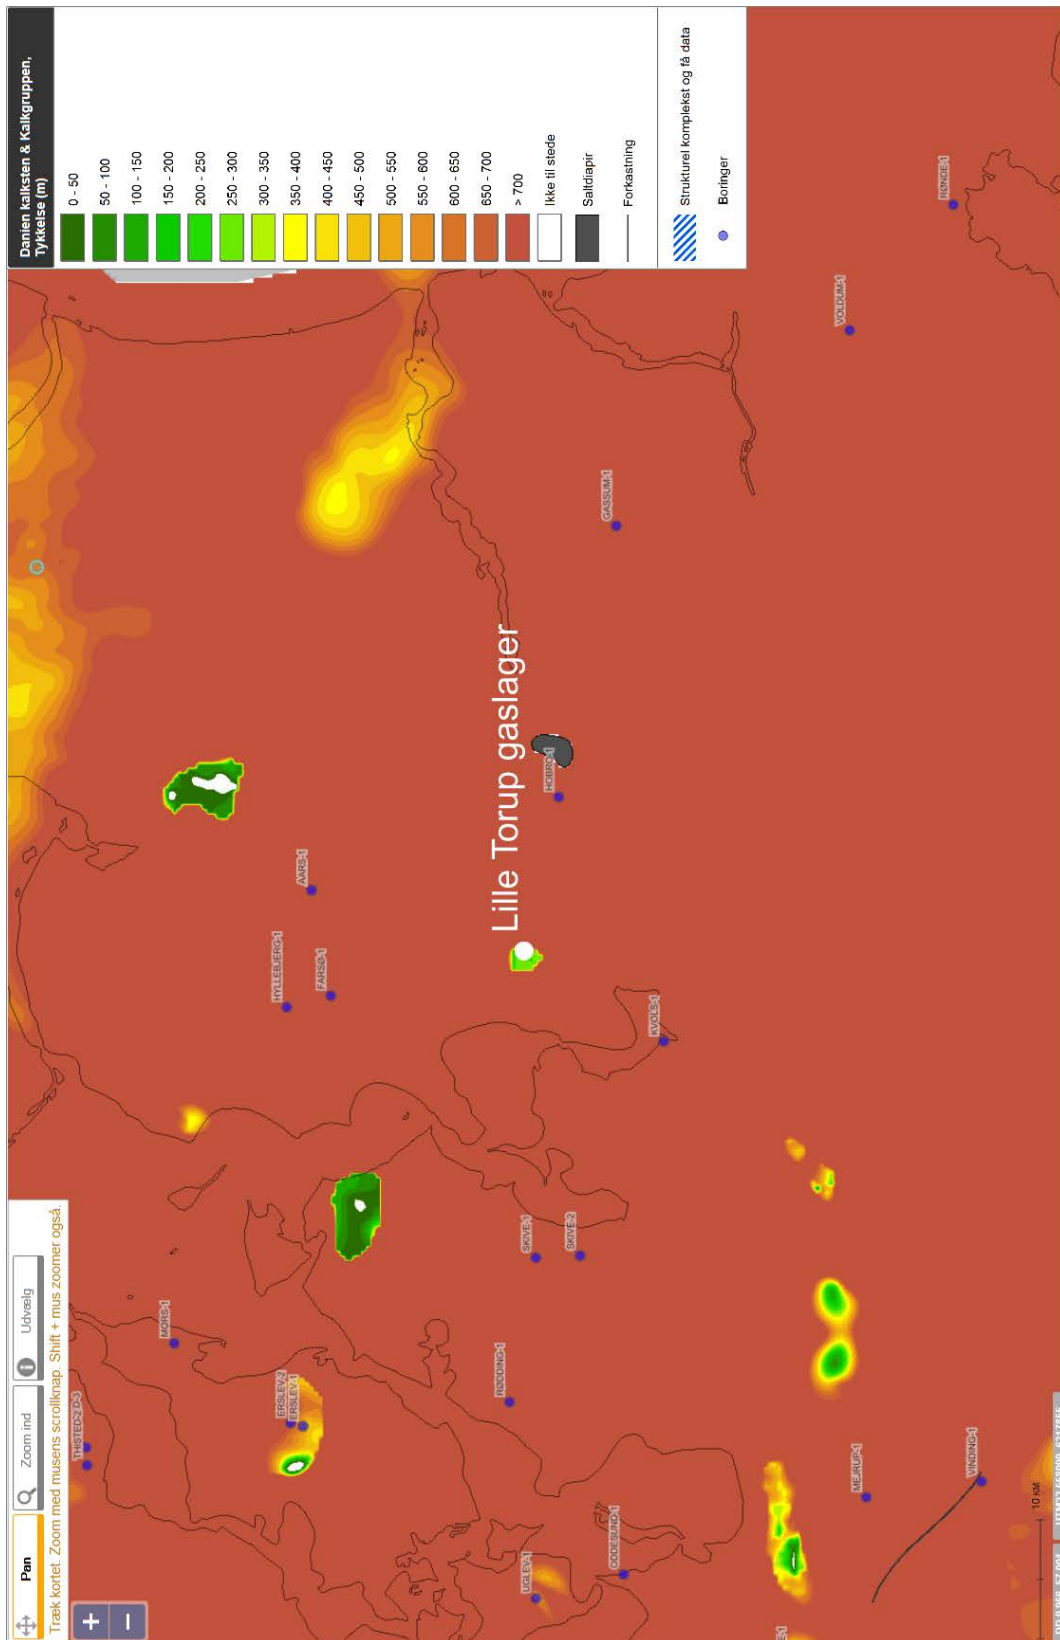 Pan
Zoom ind
Udvælg
Træk kortet. Zoom med musens scrollknap. Shift + mus zoomer også.
+
−
Danien kalksten & Kalkgruppen,
Tykkelse (m)
0 - 50
50 - 100
100 - 150
150 - 200
200 - 250
250 - 300
300 - 350
350 - 400
400 - 450
450 - 500
500 - 550
550 - 600
600 - 650
650 - 700
> 700
Ikke til stede
Saltdiapir
Forkastning
Strukturel komplekst og få data
Boringer
THISTED-2 D-3
MORS-1
ERSLEV-2
ERSLEV-1
HYLLEBJERG-1
FARSØ-1
AARS-1
Lille Torup gaslager
HOBRO-1
GASSUM-1
VOLDUM-1
RØNDE-1
KVOLS-1
SKIVE-1
SKIVE-2
RØDDING-1
UGLEV-1
ODDESUND-1
MEJRUP-1
VINDING-1
10 KM